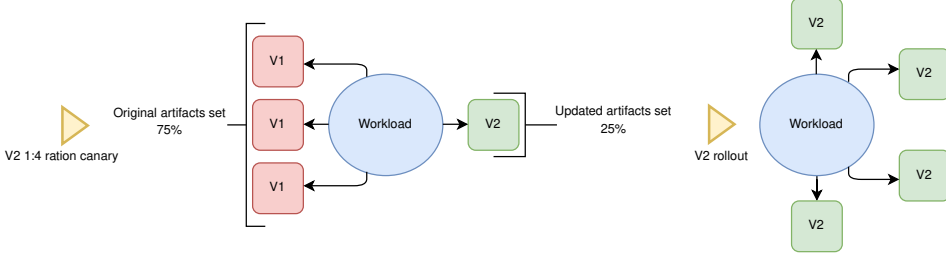 V2 1:4 ration canary
Original artifacts set
75%
V1
V1
V1
Workload
V2
Updated artifacts set
25%
V2 rollout
V2
V2
Workload
V2
V2